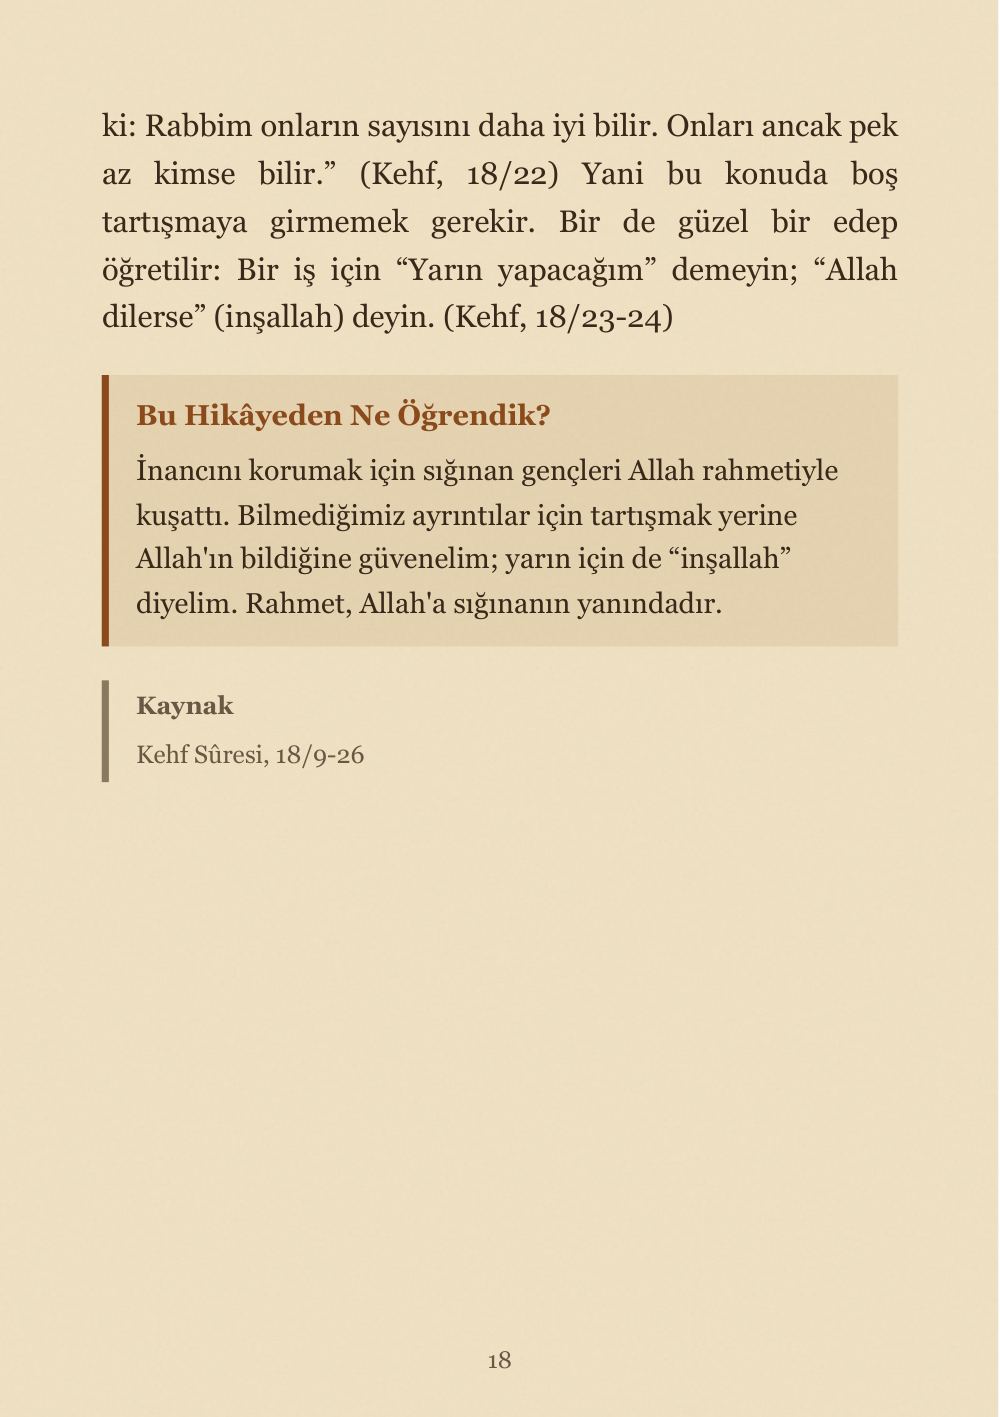 ki: Rabbim onların sayısını daha iyi bilir. Onları ancak pek
az kimse bilir.” (Kehf, 18/22) Yani bu konuda boş
tartışmaya girmemek gerekir. Bir de güzel bir edep
öğretilir: Bir iş için “Yarın yapacağım” demeyin; “Allah
dilerse” (inşallah) deyin. (Kehf, 18/23-24)
Bu Hikâyeden Ne Öğrendik?
İnancını korumak için sığınan gençleri Allah rahmetiyle
kuşattı. Bilmediğimiz ayrıntılar için tartışmak yerine
Allah'ın bildiğine güvenelim; yarın için de “inşallah”
diyelim. Rahmet, Allah'a sığınanın yanındadır.
Kaynak
Kehf Sûresi, 18/9-26
18